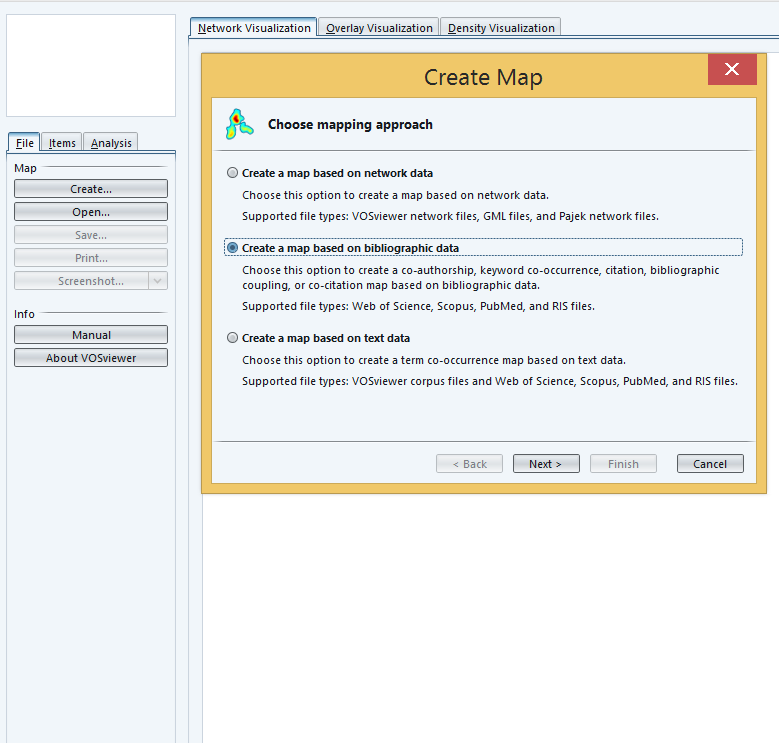 Network Visualization
Overlay Visualization
Density Visualization
File
Items
Analysis
Map
Create...
Open...
Save...
Print...
Screenshot...
Info
Manual
About VOSviewer
Create Map
Choose mapping approach
Create a map based on network data
Choose this option to create a map based on network data.
Supported file types: VOSviewer network files, GML files, and Pajek network files.
Create a map based on bibliographic data
Choose this option to create a co-authorship, keyword co-occurrence, citation, bibliographic
coupling, or co-citation map based on bibliographic data.
Supported file types: Web of Science, Scopus, PubMed, and RIS files.
Create a map based on text data
Choose this option to create a term co-occurrence map based on text data.
Supported file types: VOSviewer corpus files and Web of Science, Scopus, PubMed, and RIS files.
< Back
Next >
Finish
Cancel